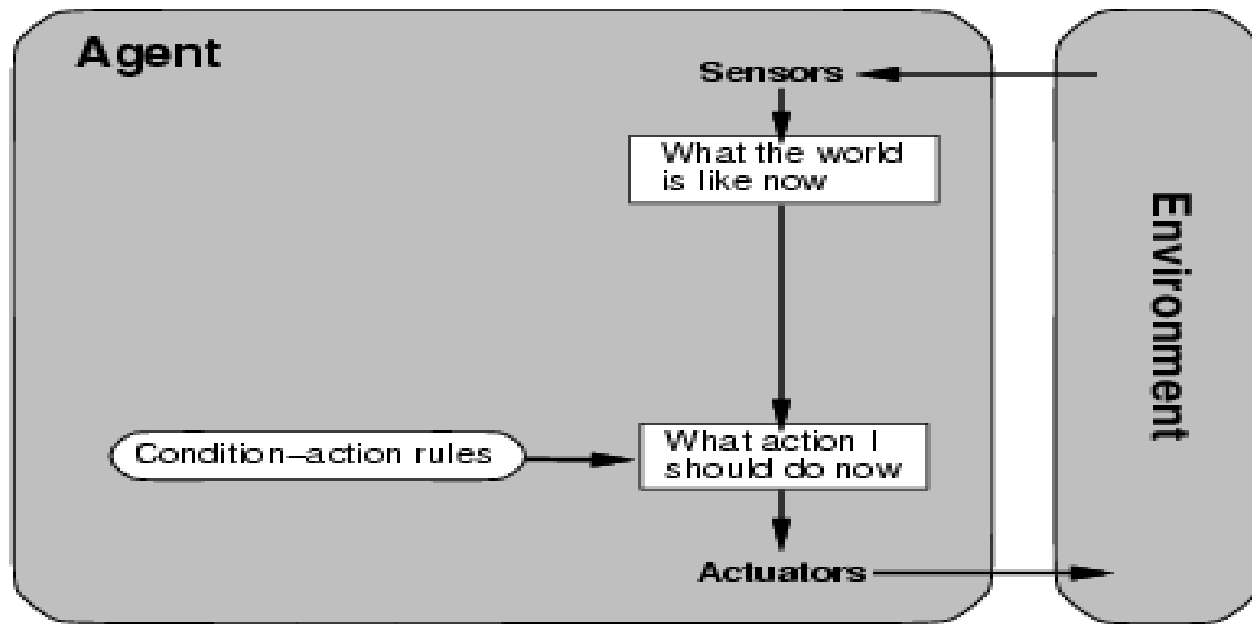 Agent
Sensors
What the world
is like now
Environment
Condition–action rules
What action I
should do now
Actuators